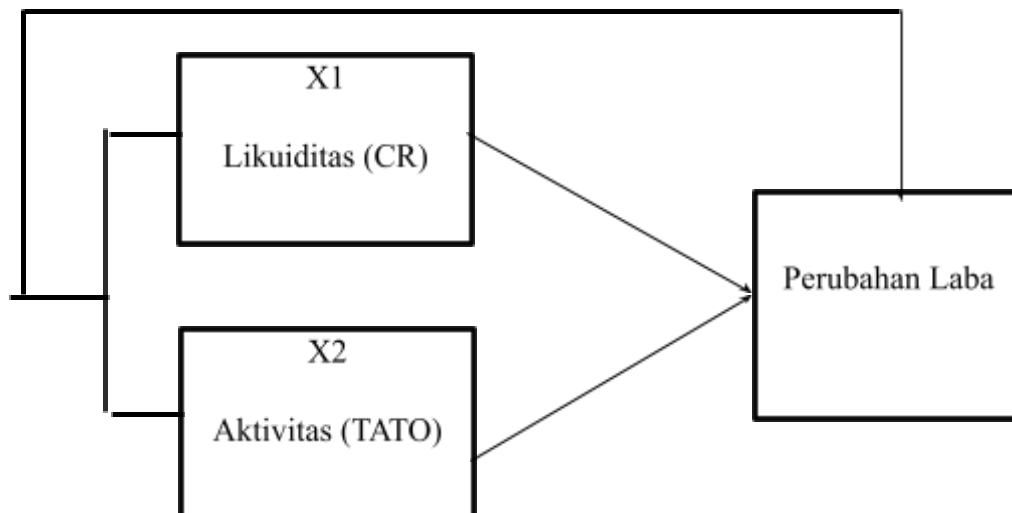 X1
Likuiditas (CR)
Perubahan Laba
X2
Aktivitas (TATO)